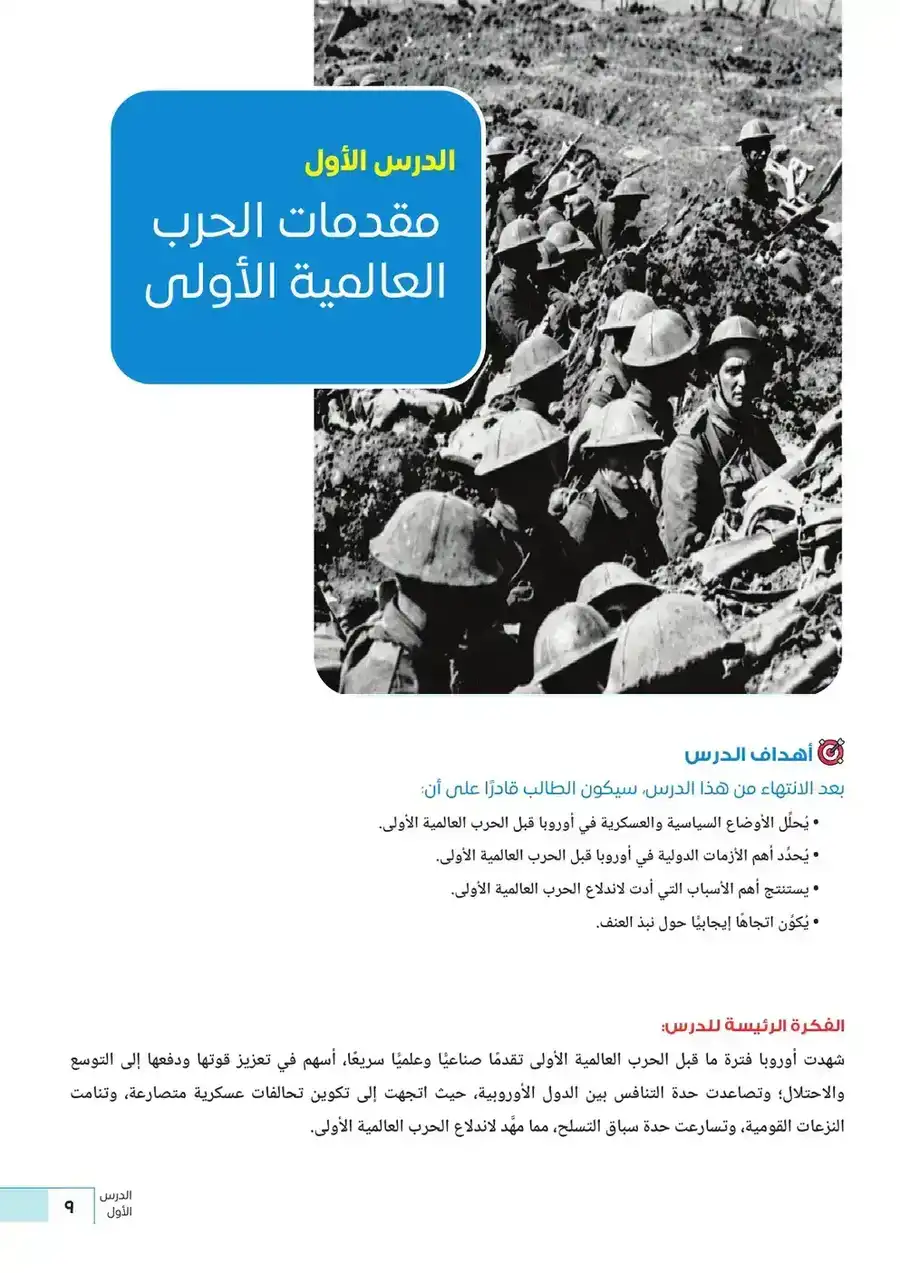 الدرس الأول
مقدمات الحرب
العالمية الأولى
أهداف الدرس
بعد الانتهاء من هذا الدرس، سيكون الطالب قادرًا على أن:
• يُحلِّل الأوضاع السياسية والعسكرية في أوروبا قبل الحرب العالمية الأولى.
• يُحدِّد أهم الأزمات الدولية في أوروبا قبل الحرب العالمية الأولى.
• يستنتج أهم الأسباب التي أدت لاندلاع الحرب العالمية الأولى.
• يُكوِّن اتجاهًا إيجابيًّا حول نبذ العنف.
الفكرة الرئيسة للدرس:
شهدت أوروبا فترة ما قبل الحرب العالمية الأولى تقدمًا صناعيًّا وعلميًّا سريعًا، أسهم في تعزيز قوتها ودفعها إلى التوسع
والاحتلال؛ وتصاعدت حدة التنافس بين الدول الأوروبية، حيث اتجهت إلى تكوين تحالفات عسكرية متصارعة، وتنامت
النزعات القومية، وتسارعت حدة سباق التسلح، مما مهَّد لاندلاع الحرب العالمية الأولى.
الدرس
الأول
٩